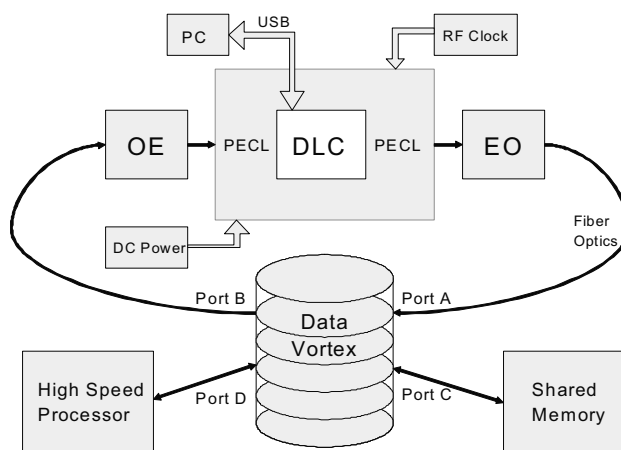 USB
PC
RF Clock
OE
PECL
DLC
PECL
EO
Fiber
Optics
DC Power
Port B
Port A
Data
Vortex
High Speed
Processor
Port D
Port C
Shared
Memory